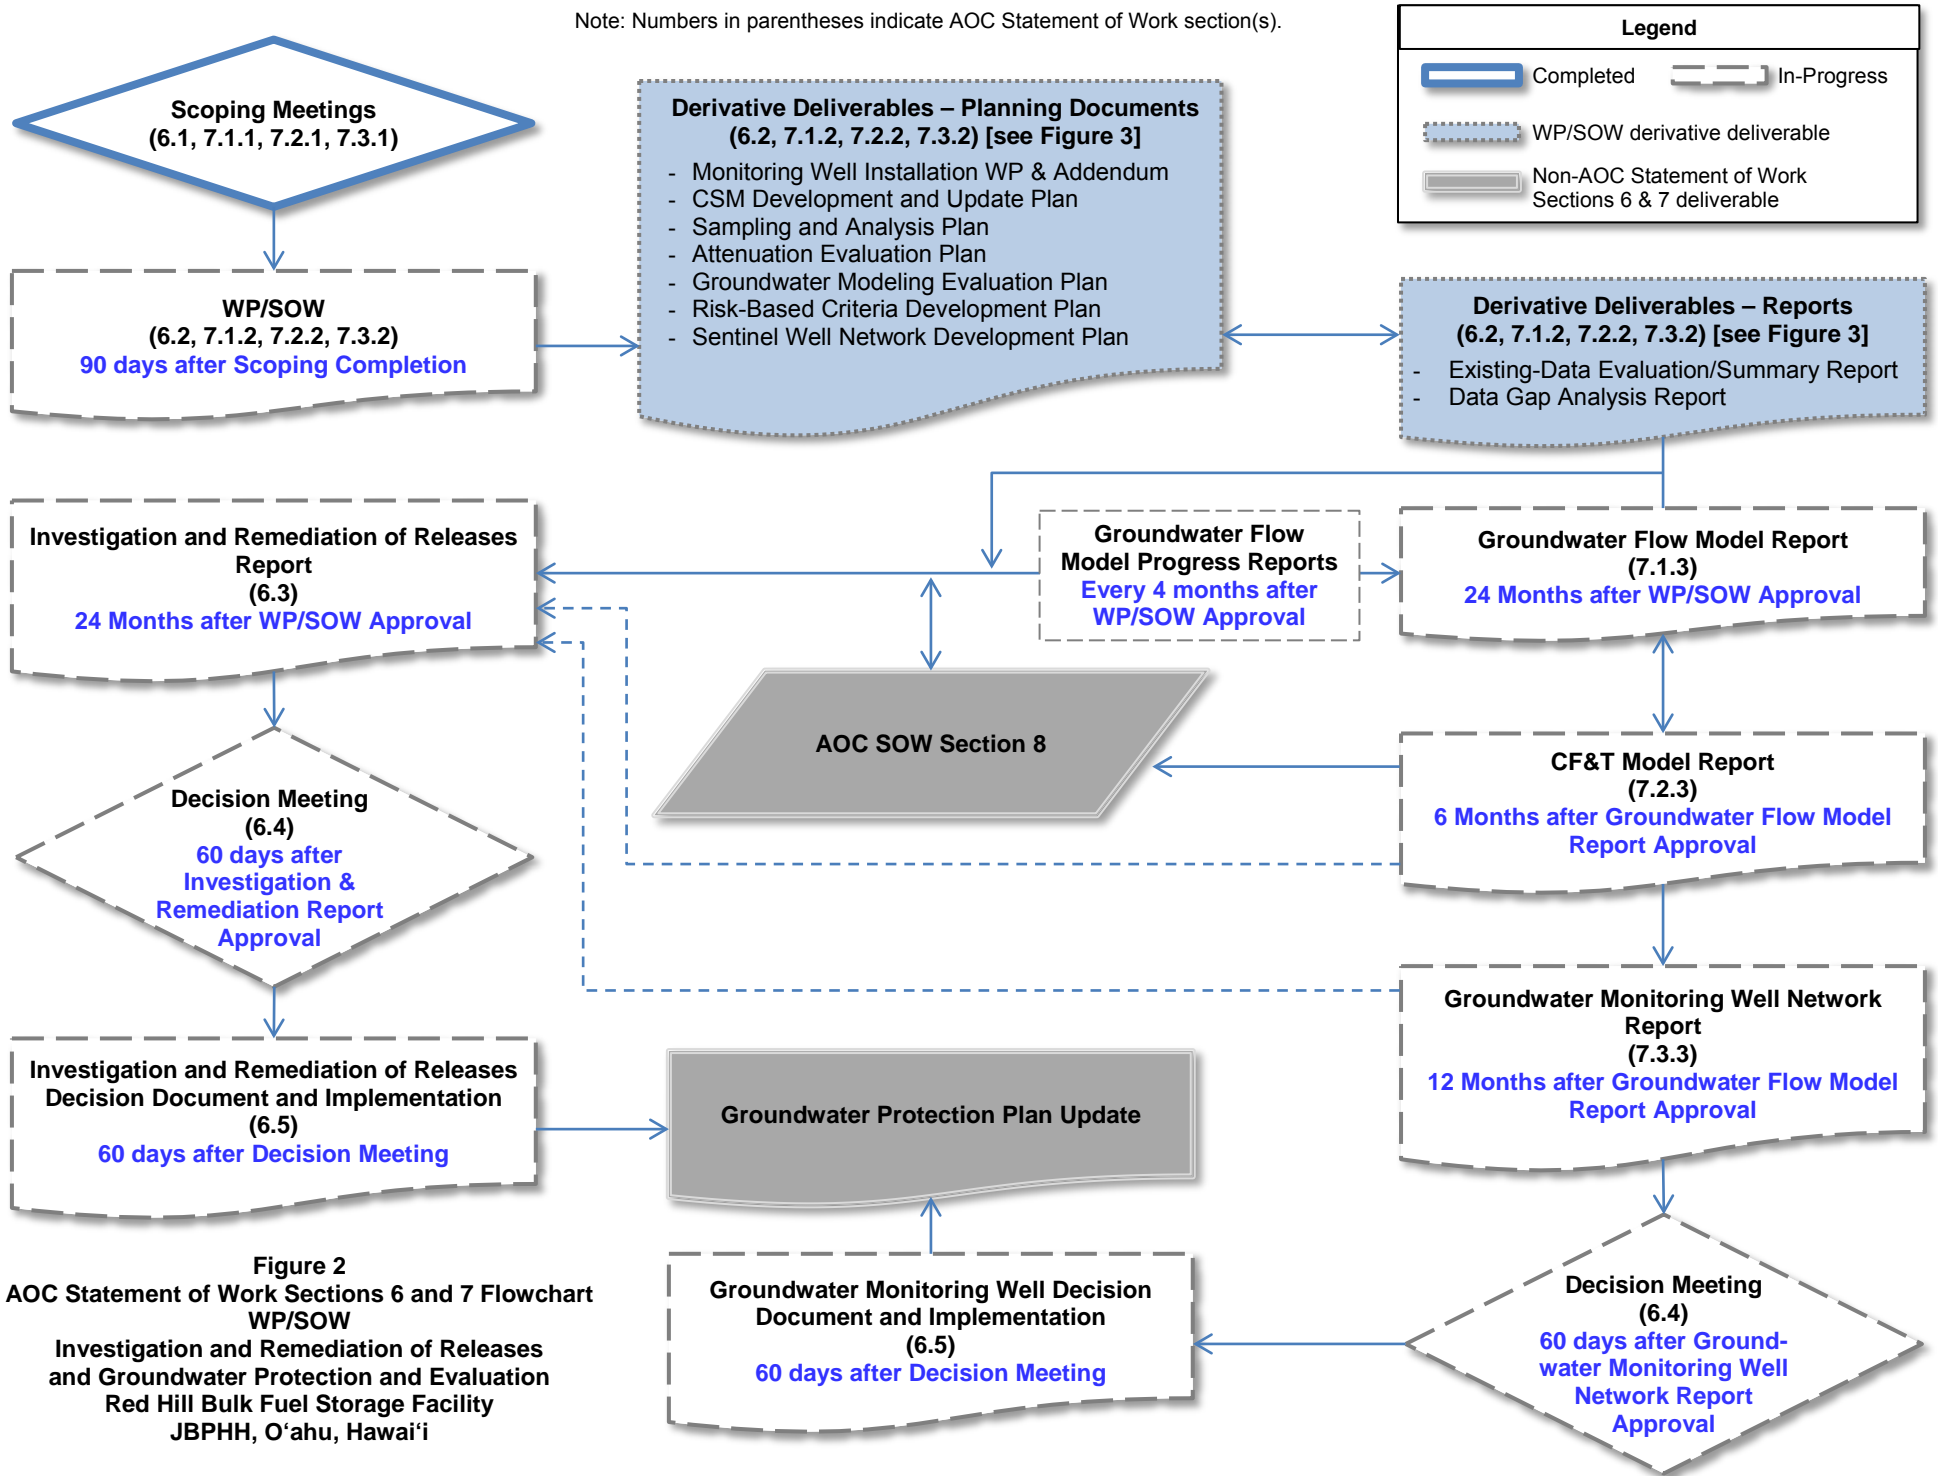 Note: Numbers in parentheses indicate AOC Statement of Work section(s).
Legend
Completed
In-Progress
WP/SOW derivative deliverable
Non-AOC Statement of Work
Sections 6 & 7 deliverable
Scoping Meetings
(6.1, 7.1.1, 7.2.1, 7.3.1)
WP/SOW
(6.2, 7.1.2, 7.2.2, 7.3.2)
90 days after Scoping Completion
Derivative Deliverables – Planning Documents
(6.2, 7.1.2, 7.2.2, 7.3.2) [see Figure 3]
- Monitoring Well Installation WP & Addendum
- CSM Development and Update Plan
- Sampling and Analysis Plan
- Attenuation Evaluation Plan
- Groundwater Modeling Evaluation Plan
- Risk-Based Criteria Development Plan
- Sentinel Well Network Development Plan
Derivative Deliverables – Reports
(6.2, 7.1.2, 7.2.2, 7.3.2) [see Figure 3]
- Existing-Data Evaluation/Summary Report
- Data Gap Analysis Report
Investigation and Remediation of Releases
Report
(6.3)
24 Months after WP/SOW Approval
Groundwater Flow
Model Progress Reports
Every 4 months after
WP/SOW Approval
Groundwater Flow Model Report
(7.1.3)
24 Months after WP/SOW Approval
AOC SOW Section 8
CF&T Model Report
(7.2.3)
6 Months after Groundwater Flow Model
Report Approval
Decision Meeting
(6.4)
60 days after
Investigation &
Remediation Report
Approval
Groundwater Monitoring Well Network
Report
(7.3.3)
12 Months after Groundwater Flow Model
Report Approval
Investigation and Remediation of Releases
Decision Document and Implementation
(6.5)
60 days after Decision Meeting
Groundwater Protection Plan Update
Groundwater Monitoring Well Decision
Document and Implementation
(6.5)
60 days after Decision Meeting
Decision Meeting
(6.4)
60 days after Ground-
water Monitoring Well
Network Report
Approval
Figure 2
AOC Statement of Work Sections 6 and 7 Flowchart
WP/SOW
Investigation and Remediation of Releases
and Groundwater Protection and Evaluation
Red Hill Bulk Fuel Storage Facility
JBPHH, Oʻahu, Hawaiʻi